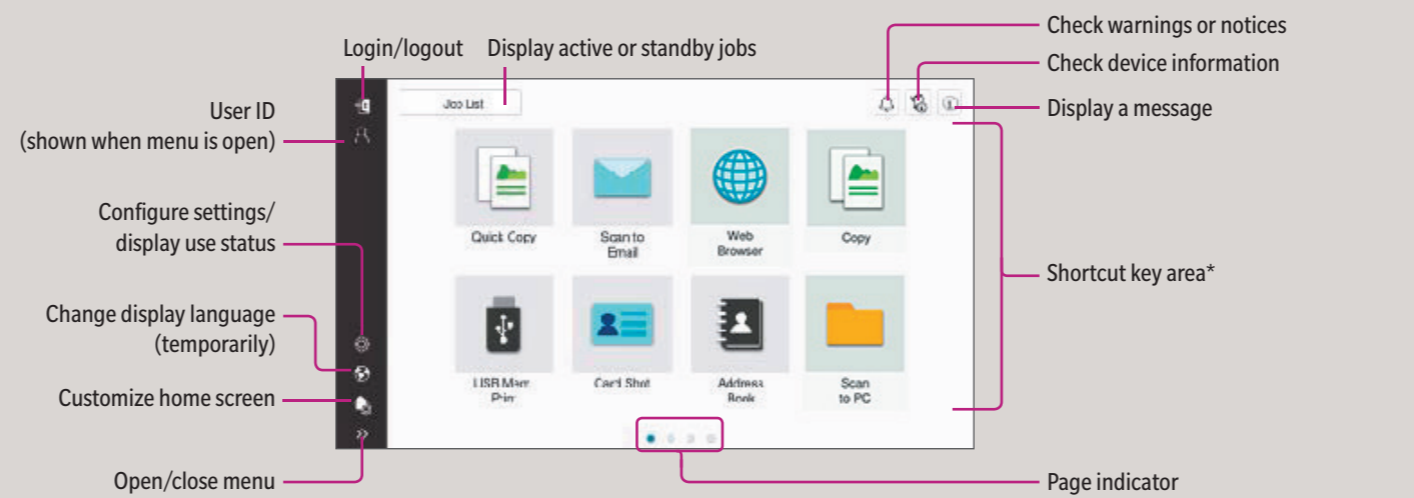 Check warnings or notices
Login/logout
Display active or standby jobs
Check device information
Job List
Display a message
User ID
(shown when menu is open)
Configure settings/
display use status
Quick Copy
Scan to
Email
Web
Browser
Copy
Shortcut key area*
Change display language
(temporarily)
Customize home screen
Card Shot
Address
Book
Scan
to PC
Open/close menu
Page indicator